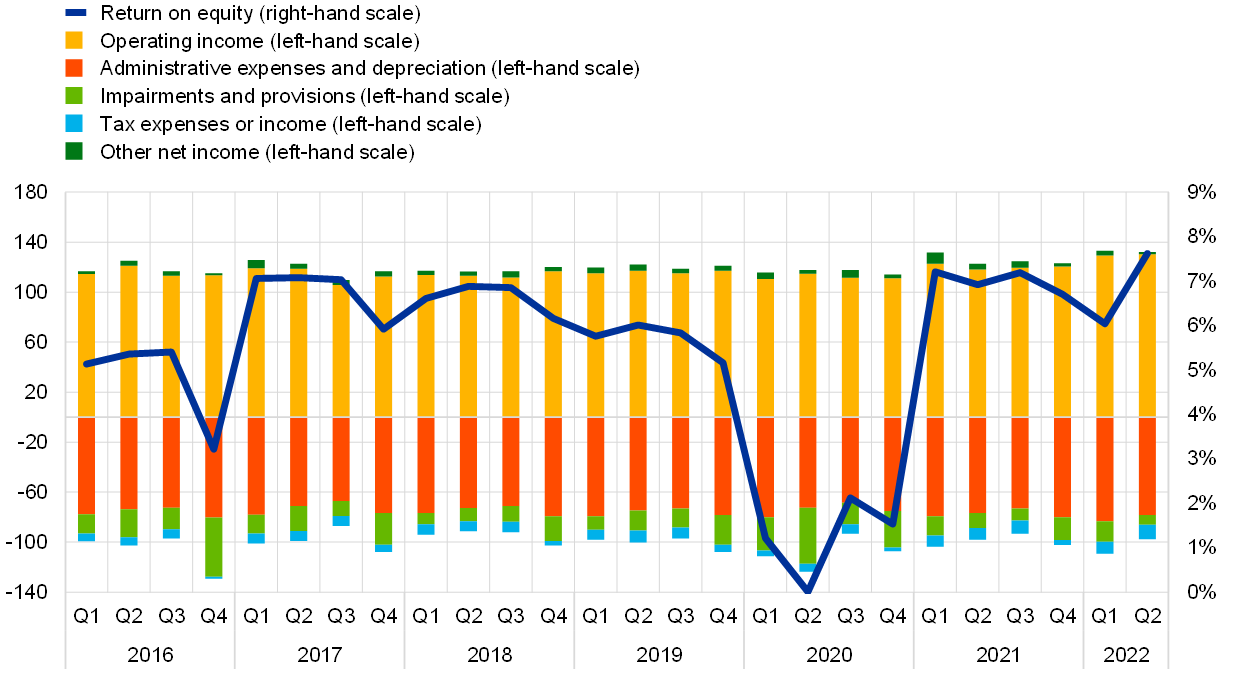 Return on equity (right-hand scale)
Operating income (left-hand scale)
Administrative expenses and depreciation (left-hand scale)
Impairments and provisions (left-hand scale)
Tax expenses or income (left-hand scale)
Other net income (left-hand scale)
180 9%
140 8%
100 7%
60 6%
20 5%
-20 4%
-60 3%
-100 2%
-140 1%
0%
Q1 Q2 Q3 Q4 Q1 Q2 Q3 Q4 Q1 Q2 Q3 Q4 Q1 Q2 Q3 Q4 Q1 Q2 Q3 Q4 Q1 Q2 Q3 Q4 Q1 Q2
2016 2017 2018 2019 2020 2021 2022